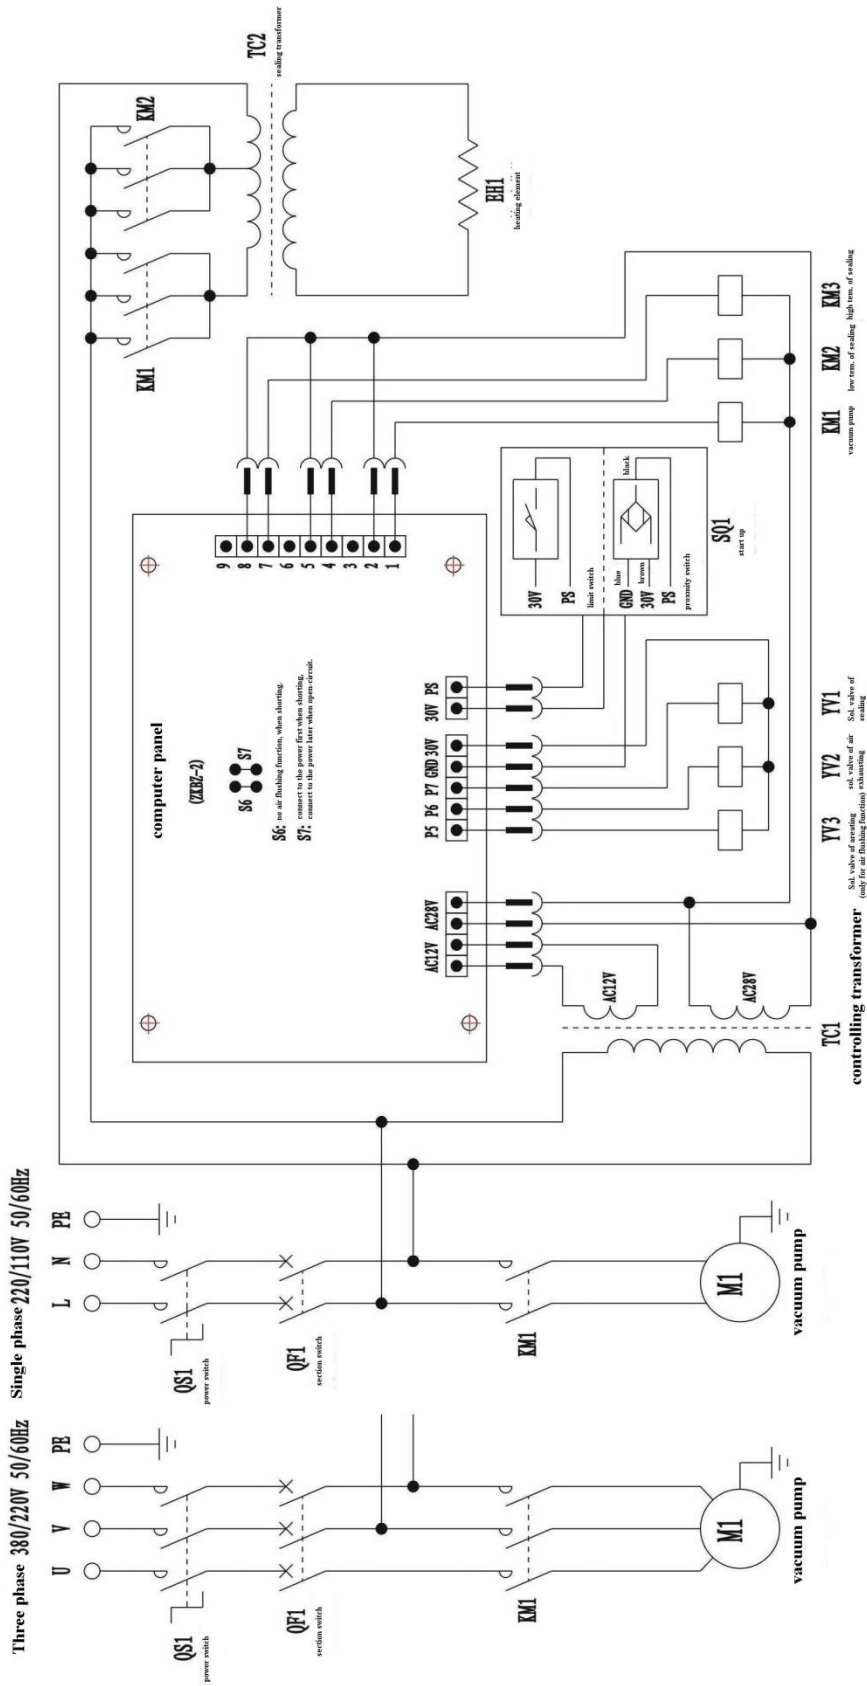 Three phase 380/220V 50/60Hz
U
V
W
PE
QS1
power switch
QF1
section switch
KM1
M1
vacuum pump
Single phase 220/110V 50/60Hz
L
N
PE
QS1
power switch
QF1
section switch
KM1
M1
vacuum pump
computer panel
(ZKBZ-2)
S6
S7
S6: no air flushing function, when shorting.
S7: connect to the power first when shorting,
connect to the power later when open-circuit.
AC12V
AC28V
P5
P6
P7
GND
30V
30V
PS
9
8
7
6
5
4
3
2
1
KM1
KM2
TC2
sealing transformer
EH1
heating element
30V
PS
limit switch
blue
GND
brown
30V
PS
black
proxmity switch
SQ1
start up
AC12V
AC28V
TC1
controlling transformer
YV3
Sol. valve of areating
(only for air flushing function)
YV2
sol. valve of air
exhausting
YV1
Sol. valve of
sealing
KM1
vacuum pump
KM2
low tem. of sealing
KM3
high tem. of sealing